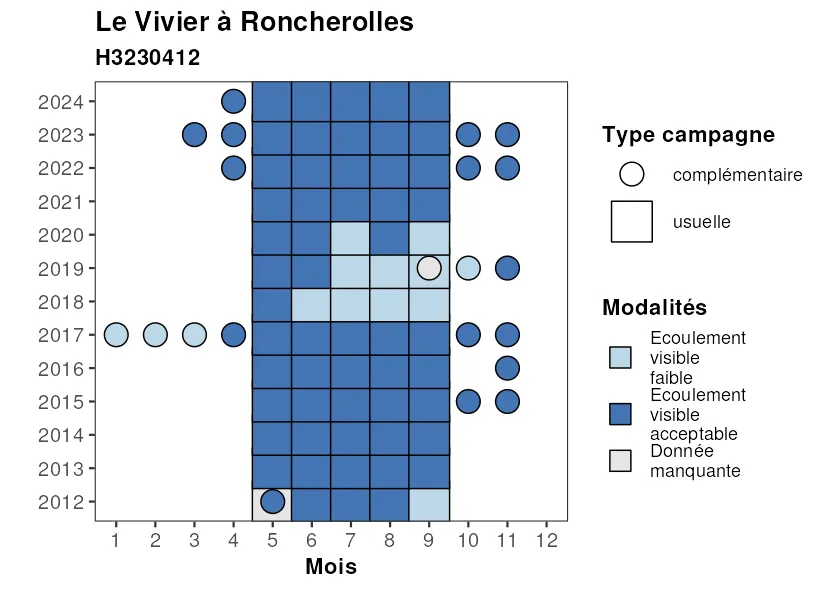 Le Vivier à Roncherolles
H3230412
2024
2023
2022
2021
2020
2019
2018
2017
2016
2015
2014
2013
2012
1 2 3 4 5 6 7 8 9 10 11 12
Mois
Type campagne
complémentaire
usuelle
Modalités
Ecoulement
visible
faible
Ecoulement
visible
acceptable
Donnée
manquante